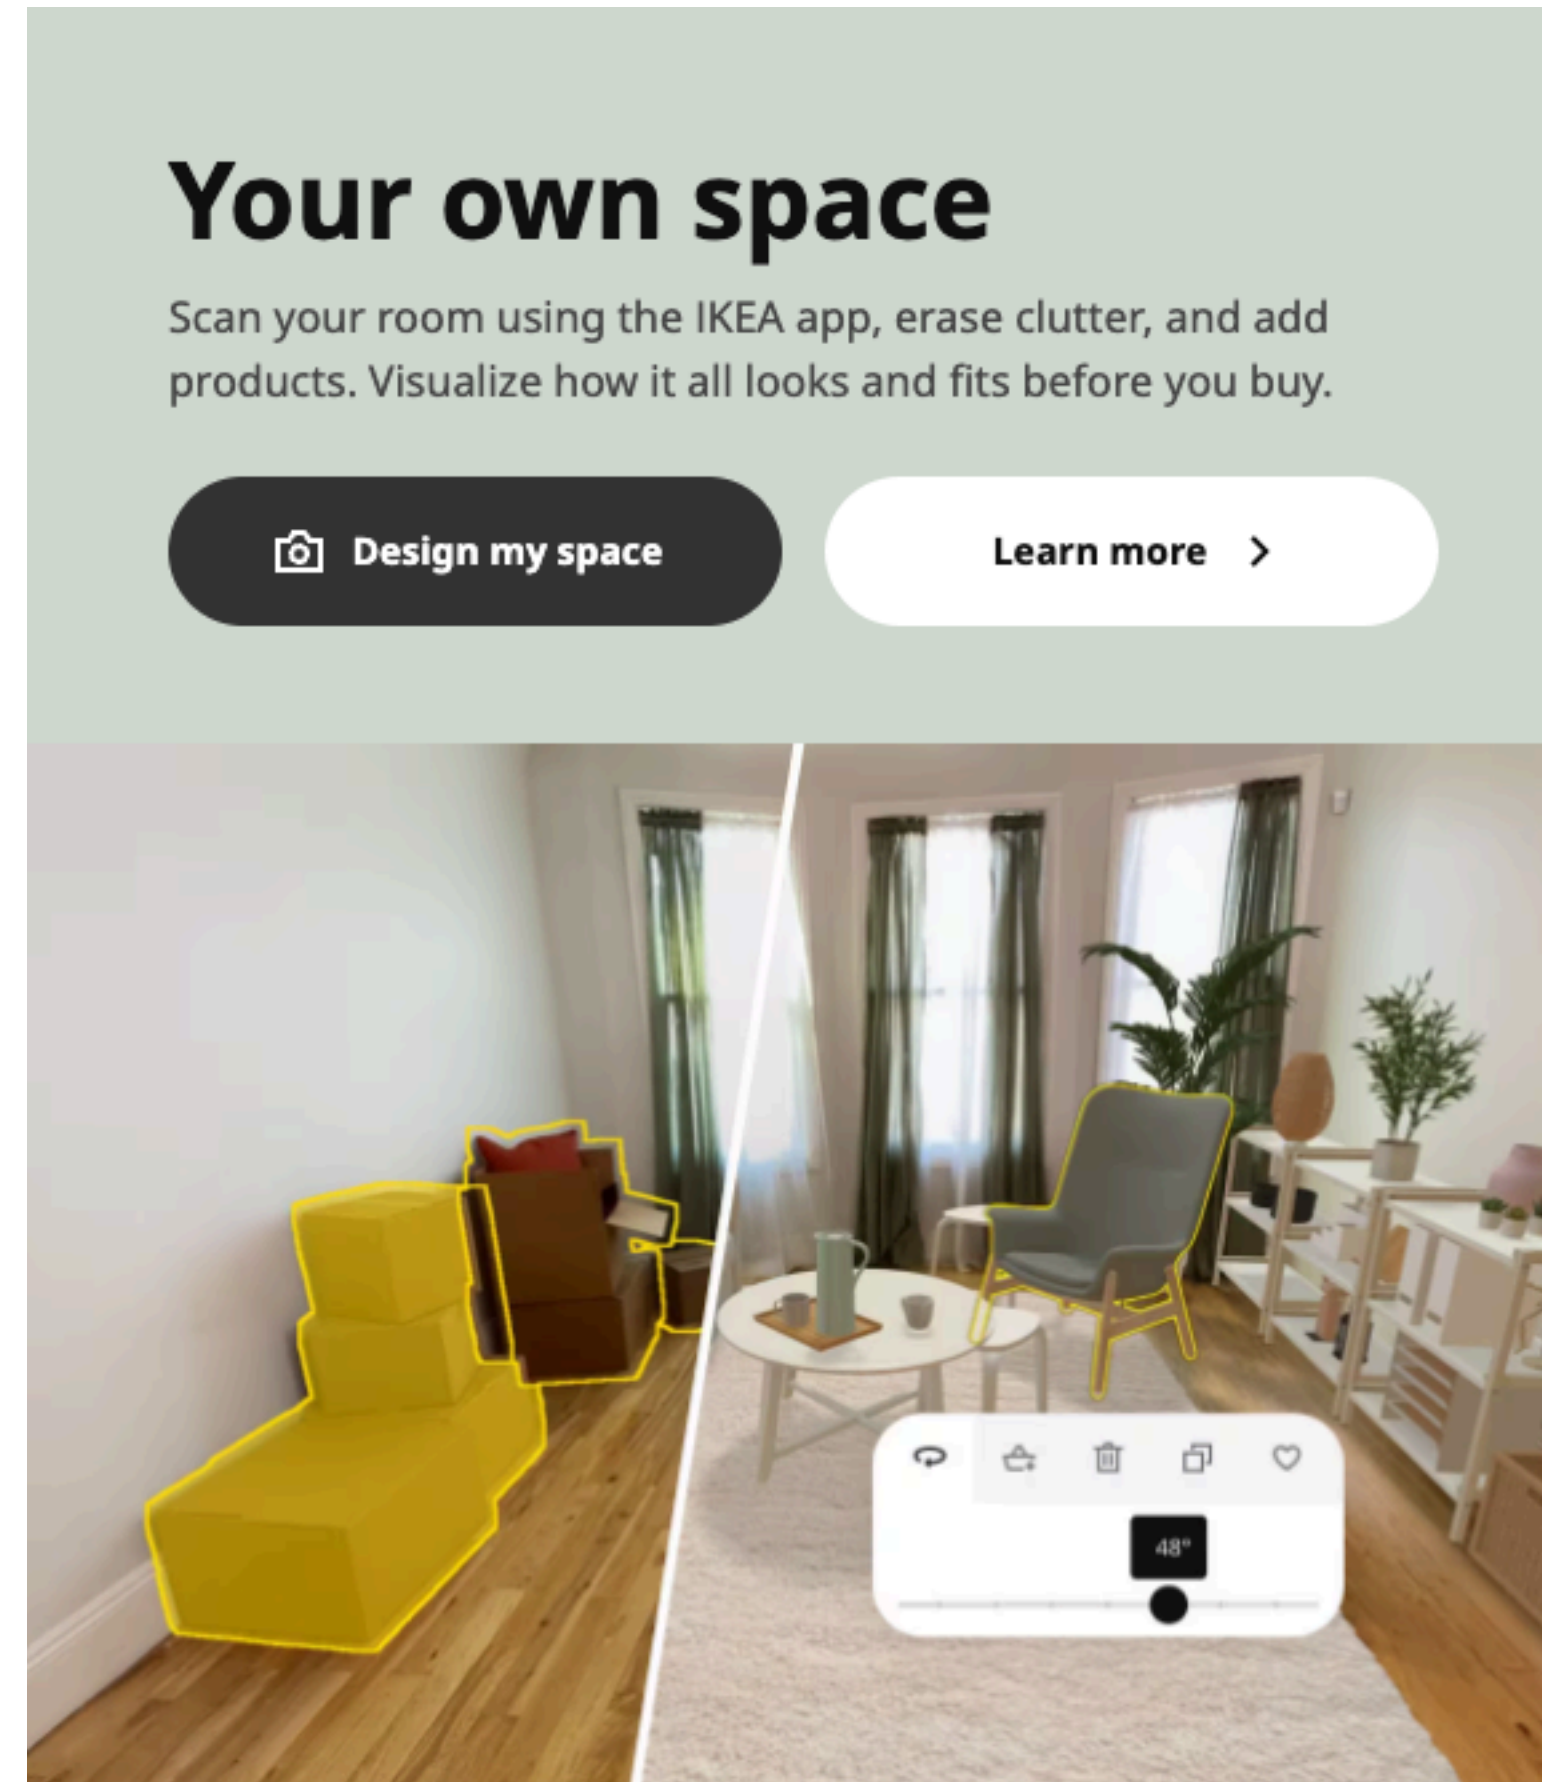 Your own space
Scan your room using the IKEA app, erase clutter, and add
products. Visualize how it all looks and fits before you buy.
Design my space
Learn more
48°